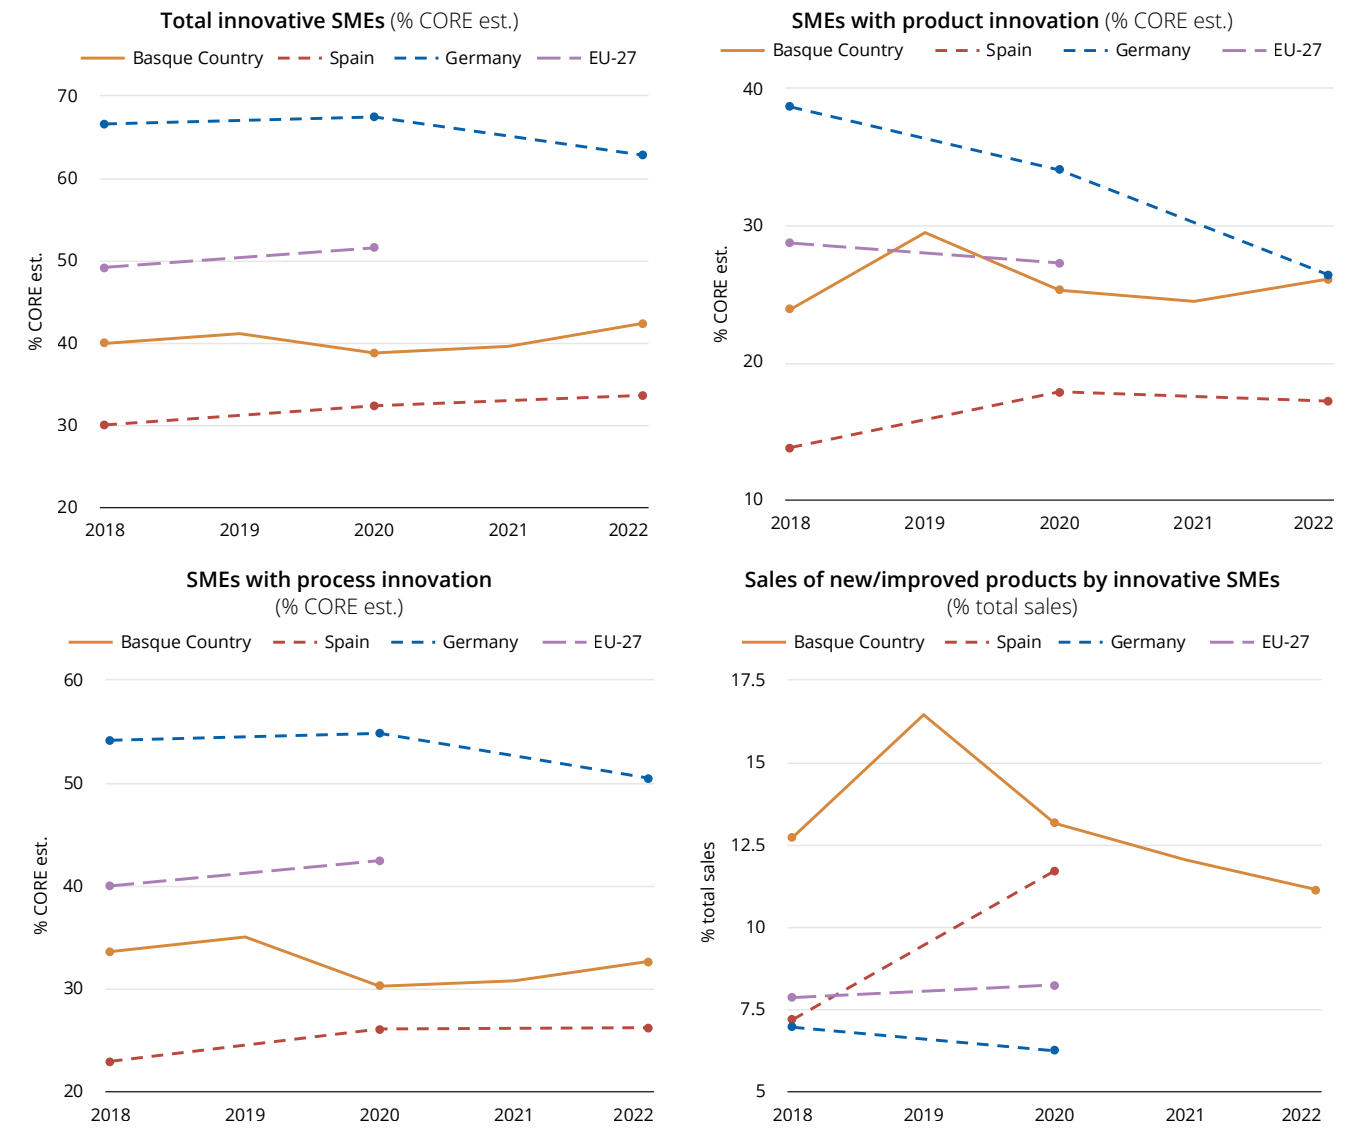 Total innovative SMEs (% CORE est.)
Basque Country Spain Germany EU-27
70
60
50
40
30
20
% CORE est.
2018 2019 2020 2021 2022
SMEs with product innovation (% CORE est.)
Basque Country Spain Germany EU-27
40
30
20
10
% CORE est.
2018 2019 2020 2021 2022
SMEs with process innovation
(% CORE est.)
Basque Country Spain Germany EU-27
60
50
40
30
20
% CORE est.
2018 2019 2020 2021 2022
Sales of new/improved products by innovative SMEs
(% total sales)
Basque Country Spain Germany EU-27
17.5
15
12.5
10
7.5
5
% total sales
2018 2019 2020 2021 2022